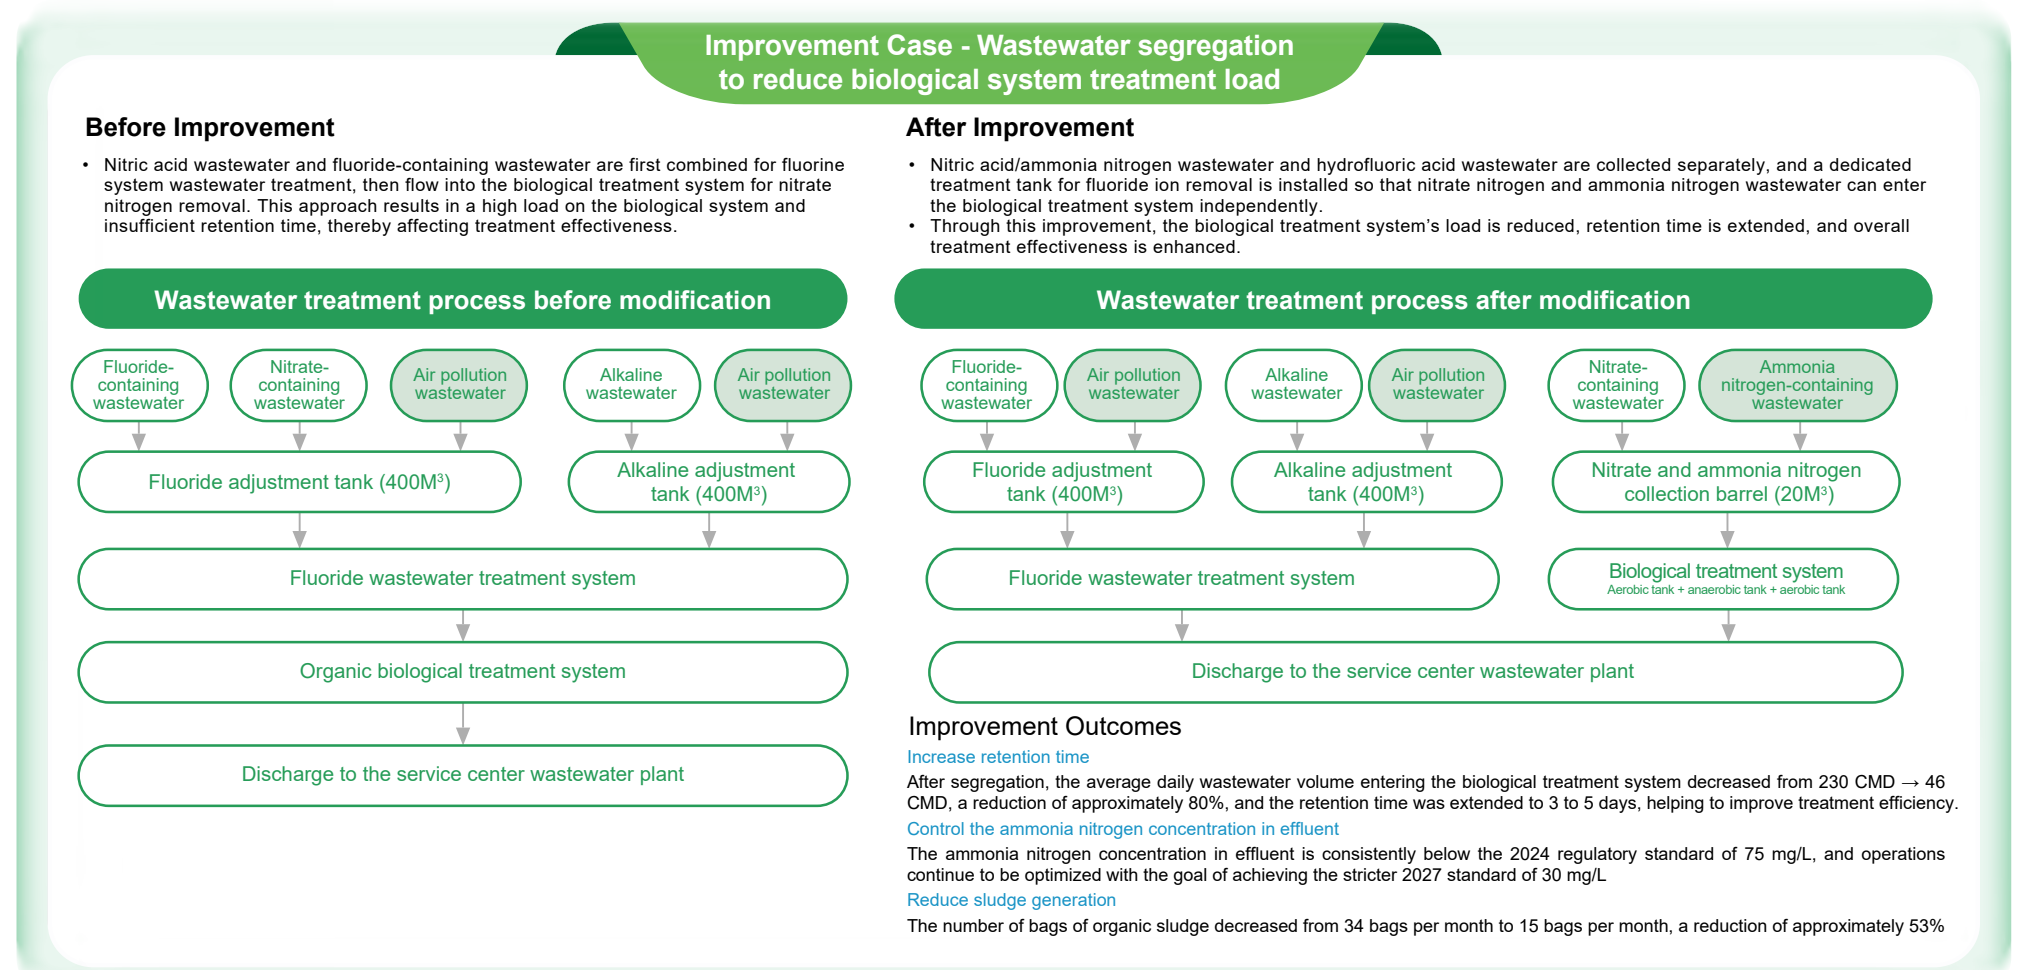 Improvement Case - Wastewater segregation
to reduce biological system treatment load
Before Improvement
• Nitric acid wastewater and fluoride-containing wastewater are first combined for fluorine
system wastewater treatment, then flow into the biological treatment system for nitrate
nitrogen removal. This approach results in a high load on the biological system and
insufficient retention time, thereby affecting treatment effectiveness.
Wastewater treatment process before modification
Fluoride-
containing
wastewater
Nitrate-
containing
wastewater
Air pollution
wastewater
Alkaline
wastewater
Air pollution
wastewater
Fluoride adjustment tank (400M³)
Alkaline adjustment
tank (400M³)
Fluoride wastewater treatment system
Organic biological treatment system
Discharge to the service center wastewater plant
After Improvement
• Nitric acid/ammonia nitrogen wastewater and hydrofluoric acid wastewater are collected separately, and a dedicated
treatment tank for fluoride ion removal is installed so that nitrate nitrogen and ammonia nitrogen wastewater can enter
the biological treatment system independently.
• Through this improvement, the biological treatment system’s load is reduced, retention time is extended, and overall
treatment effectiveness is enhanced.
Wastewater treatment process after modification
Fluoride-
containing
wastewater
Air pollution
wastewater
Alkaline
wastewater
Air pollution
wastewater
Nitrate-
containing
wastewater
Ammonia
nitrogen-containing
wastewater
Fluoride adjustment
tank (400M³)
Alkaline adjustment
tank (400M³)
Nitrate and ammonia nitrogen
collection barrel (20M³)
Fluoride wastewater treatment system
Biological treatment system
Aerobic tank + anaerobic tank + aerobic tank
Discharge to the service center wastewater plant
Improvement Outcomes
Increase retention time
After segregation, the average daily wastewater volume entering the biological treatment system decreased from 230 CMD → 46
CMD, a reduction of approximately 80%, and the retention time was extended to 3 to 5 days, helping to improve treatment efficiency.
Control the ammonia nitrogen concentration in effluent
The ammonia nitrogen concentration in effluent is consistently below the 2024 regulatory standard of 75 mg/L, and operations
continue to be optimized with the goal of achieving the stricter 2027 standard of 30 mg/L
Reduce sludge generation
The number of bags of organic sludge decreased from 34 bags per month to 15 bags per month, a reduction of approximately 53%